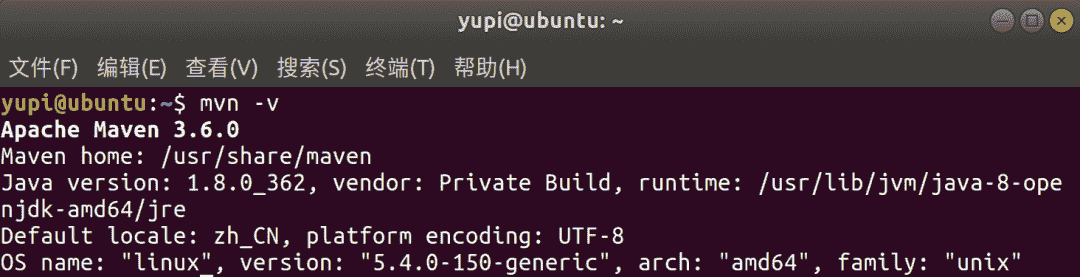 yupi@ubuntu: ~
文件(F) 编辑(E) 查看(V) 搜索(S) 终端(T) 帮助(H)
yupi@ubuntu:~$ mvn -v
Apache Maven 3.6.0
Maven home: /usr/share/maven
Java version: 1.8.0_362, vendor: Private Build, runtime: /usr/lib/jvm/java-8-ope
njdk-amd64/jre
Default locale: zh_CN, platform encoding: UTF-8
OS name: "linux", version: "5.4.0-150-generic", arch: "amd64", family: "unix"